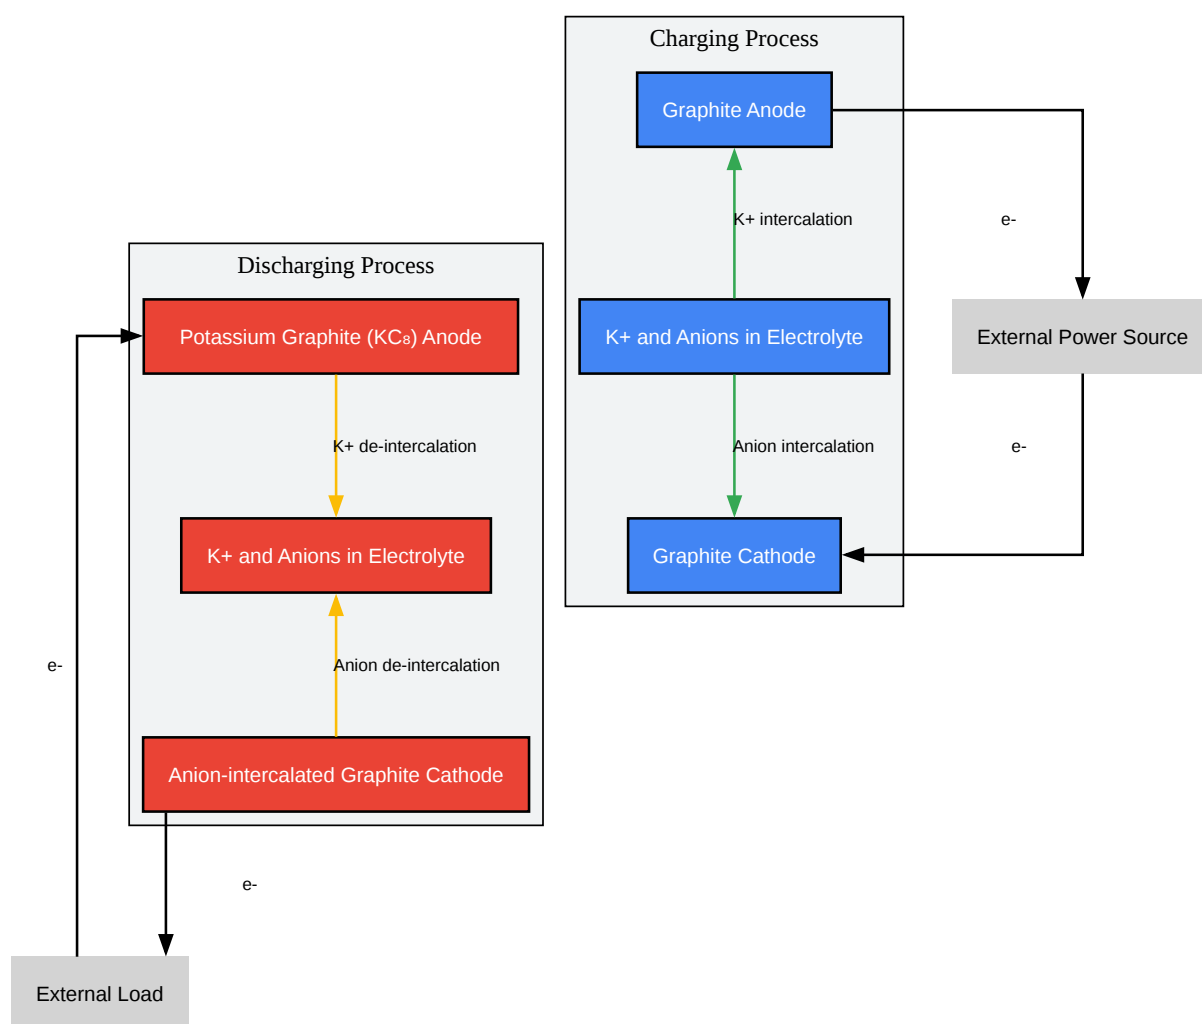 Charging Process
Graphite Anode
K+ intercalation
e-
Discharging Process
Potassium Graphite (KC₈) Anode
K+ and Anions in Electrolyte
External Power Source
K+ de-intercalation
Anion intercalation
e-
K+ and Anions in Electrolyte
Graphite Cathode
e-
Anion de-intercalation
Anion-intercalated Graphite Cathode
e-
External Load